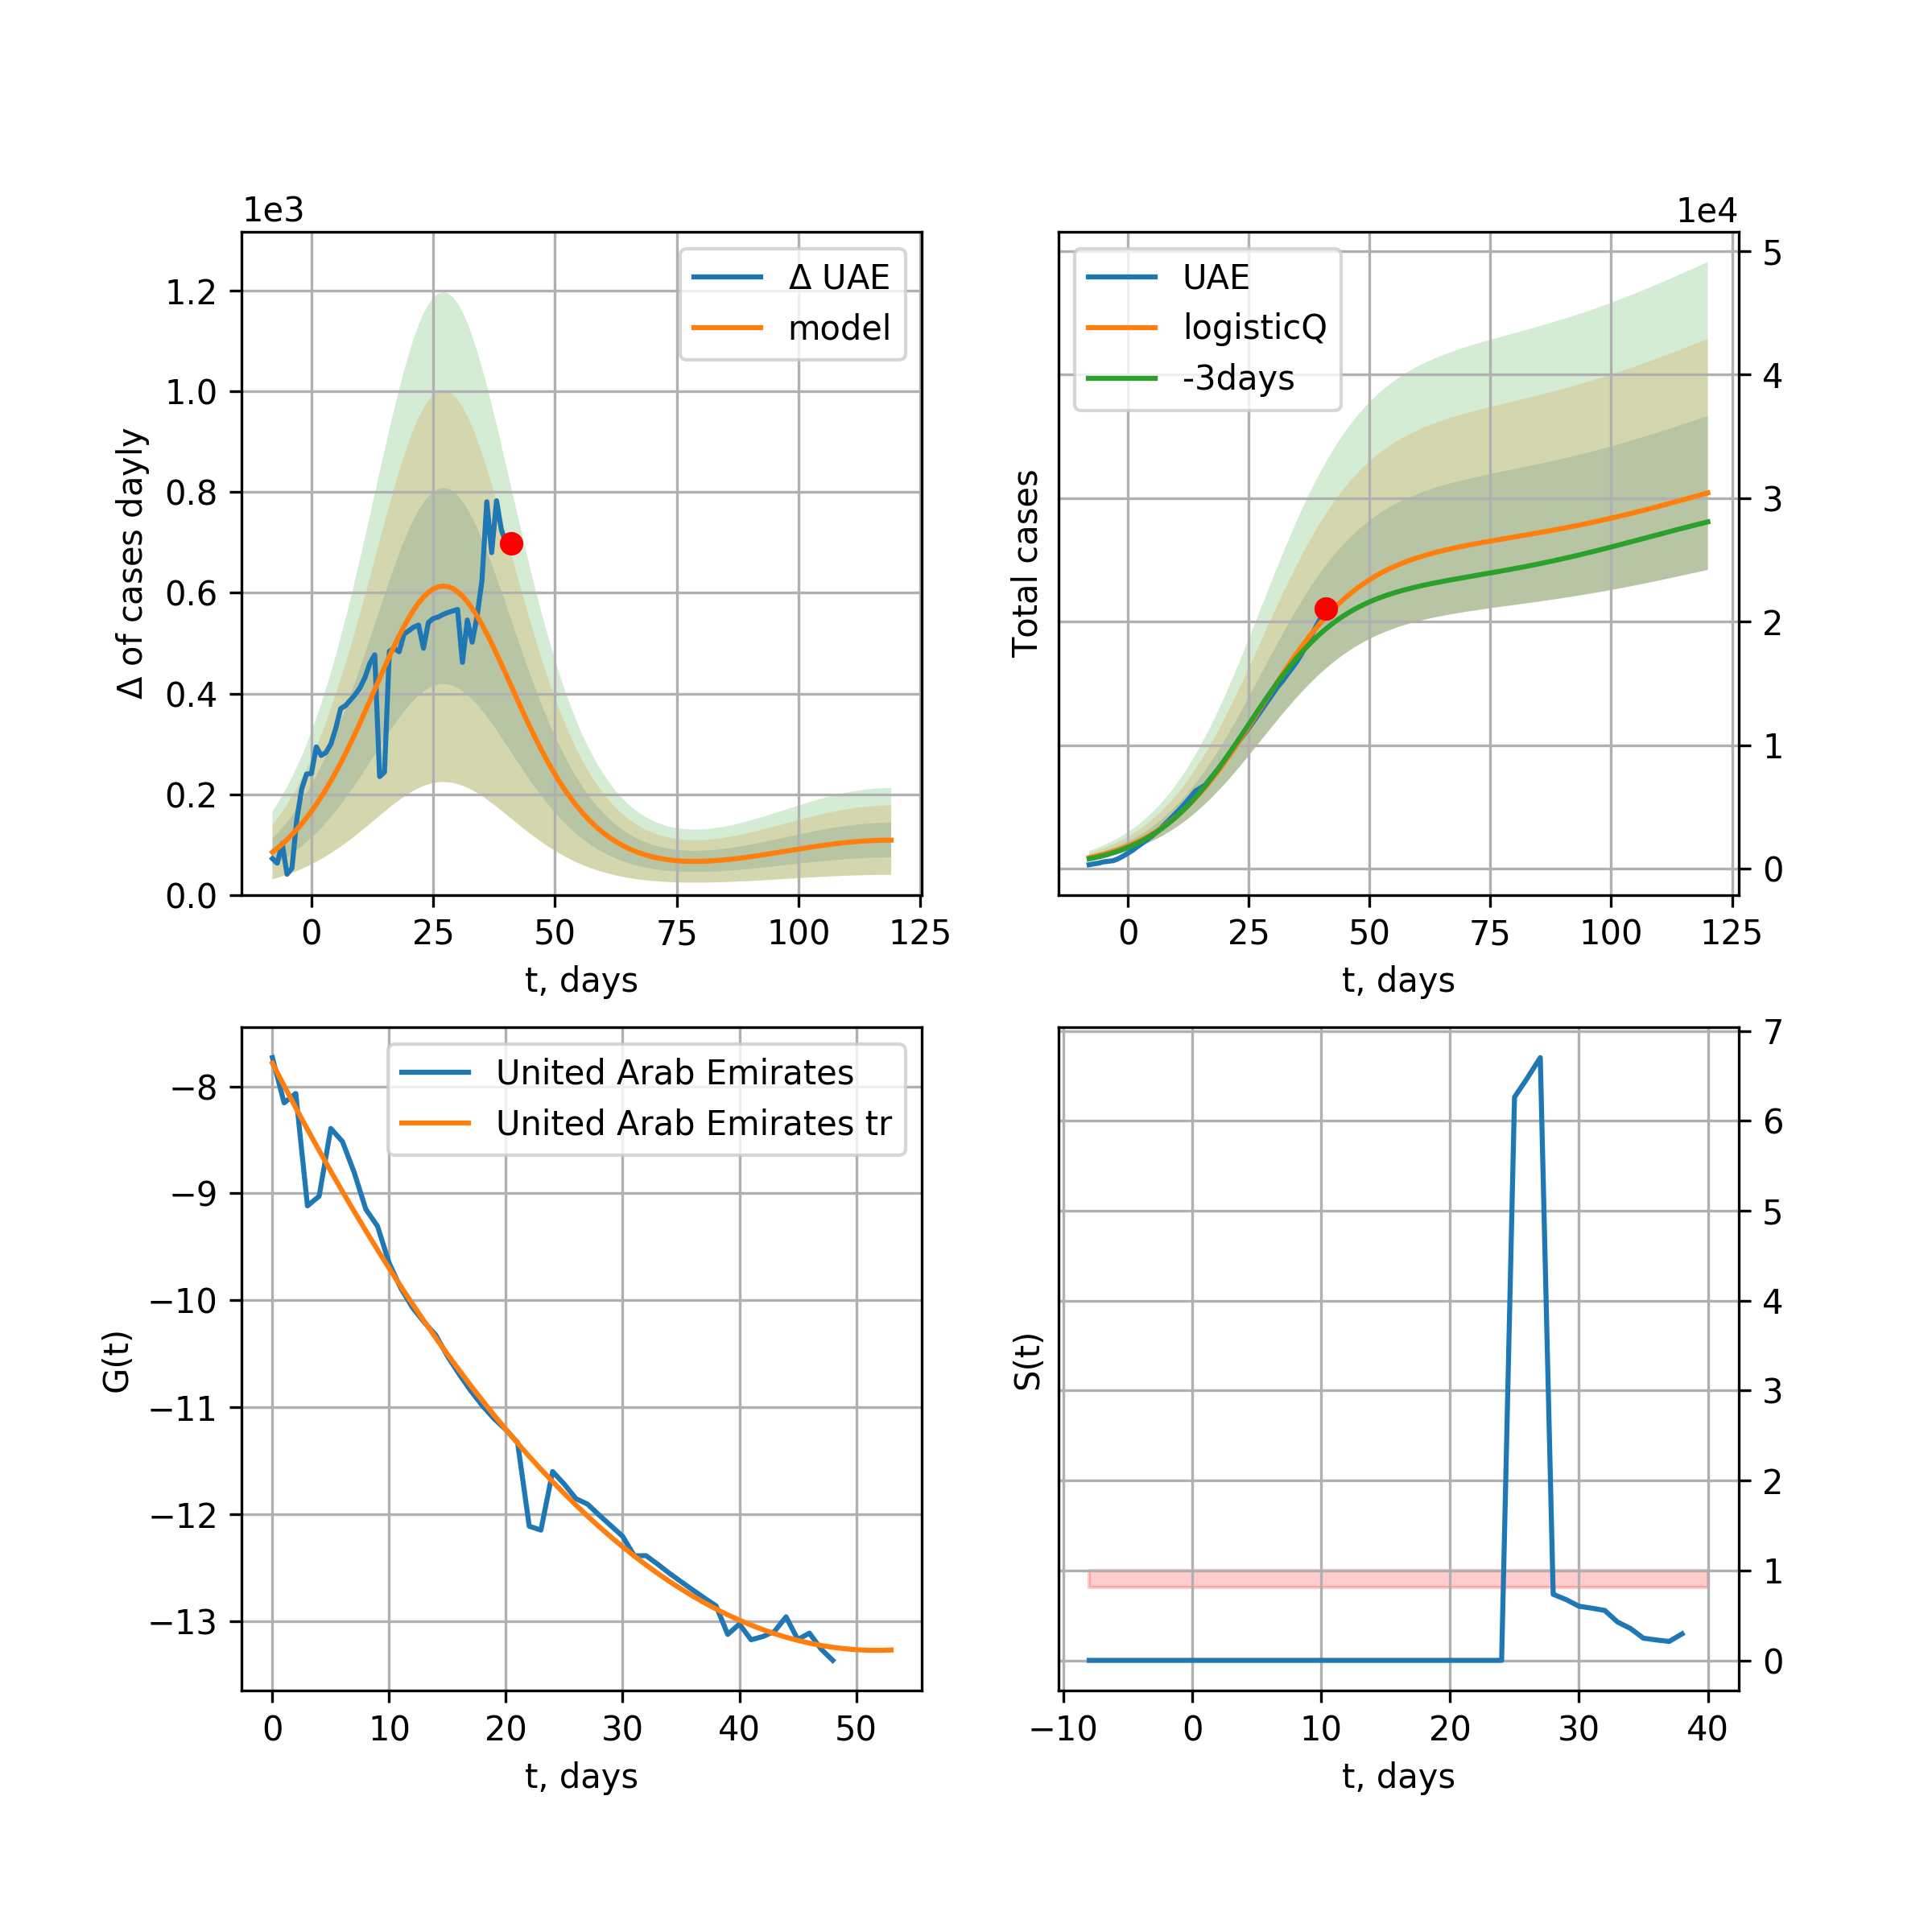 1e3
Δ UAE
model
1.2
1.0
0.8
0.6
0.4
0.2
0.0
Δ of cases dayly
0 25 50 75 100 125
t, days
1e4
UAE
logisticQ
-3days
5
4
3
2
1
0
Total cases
0 25 50 75 100 125
t, days
United Arab Emirates
United Arab Emirates tr
−8
−9
−10
−11
−12
−13
G(t)
0 10 20 30 40 50
t, days
7
6
5
4
3
2
1
0
S(t)
−10 0 10 20 30 40
t, days